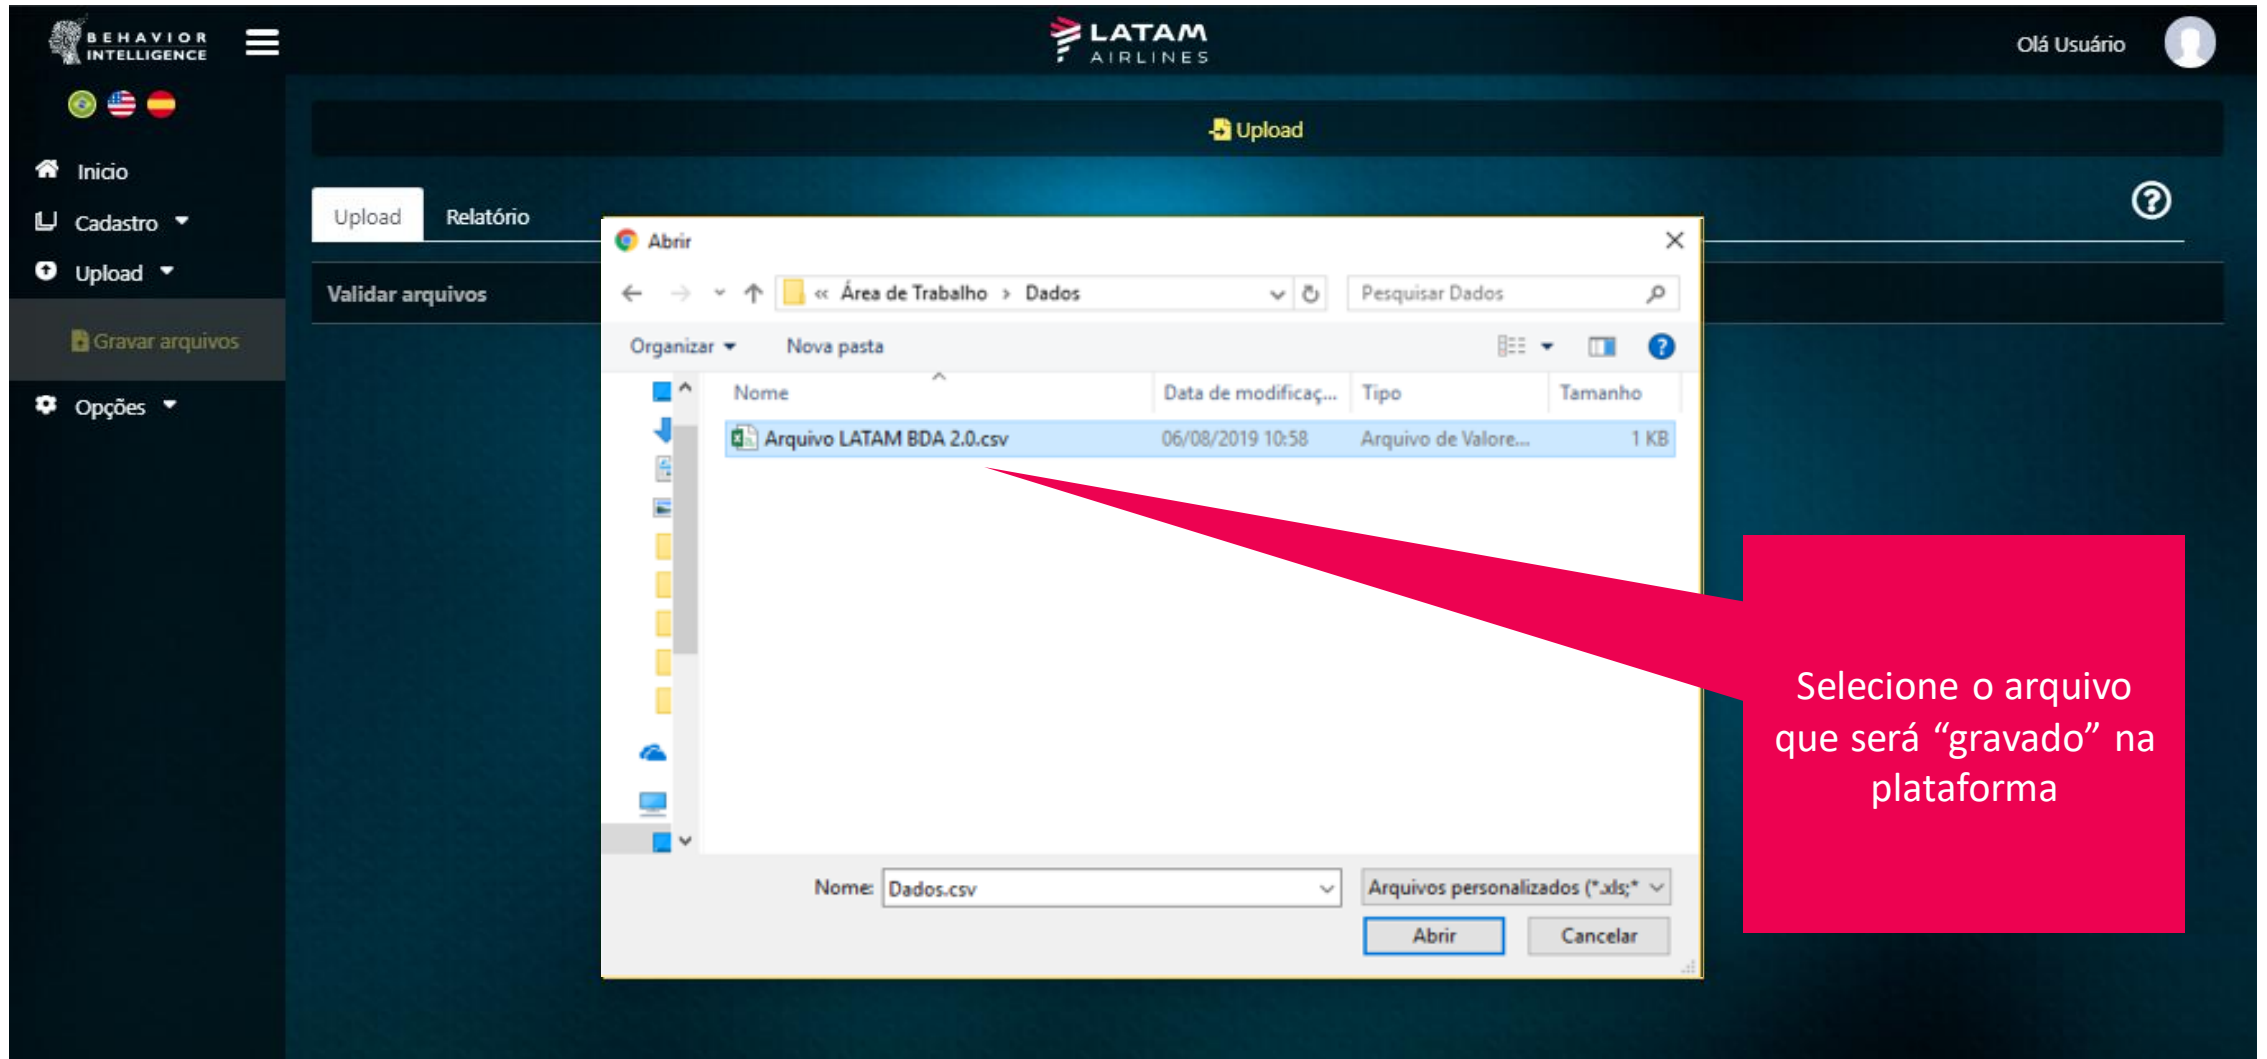 BEHAVIOR
INTELLIGENCE
LATAM
AIRLINES
Olá Usuário
Upload
Inicio
Cadastro
Upload
Gravar arquivos
Opções
Upload Relatório
Validar arquivos
Abrir
« Área de Trabalho > Dados
Pesquisar Dados
Organizar Nova pasta
Nome Data de modificaç... Tipo Tamanho
Arquivo LATAM BDA 2.0.csv 06/08/2019 10:58 Arquivo de Valore... 1 KB
Nome: Dados.csv Arquivos personalizados (*.xls;*
Abrir Cancelar
Selecione o arquivo
que será “gravado” na
plataforma